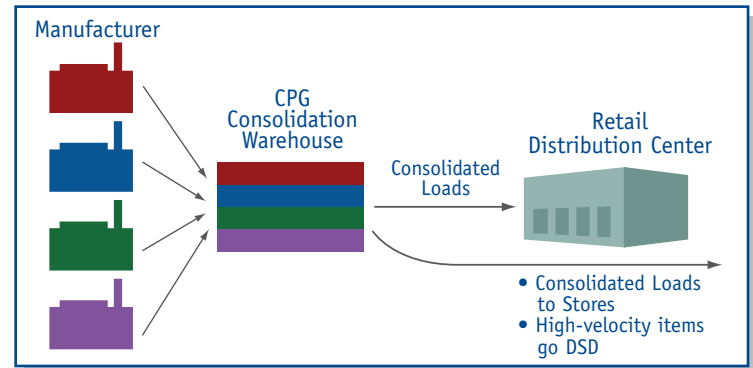 Manufacturer
CPG
Consolidation
Warehouse
Consolidated
Loads
Retail
Distribution Center
• Consolidated Loads
to Stores
• High-velocity items
go DSD